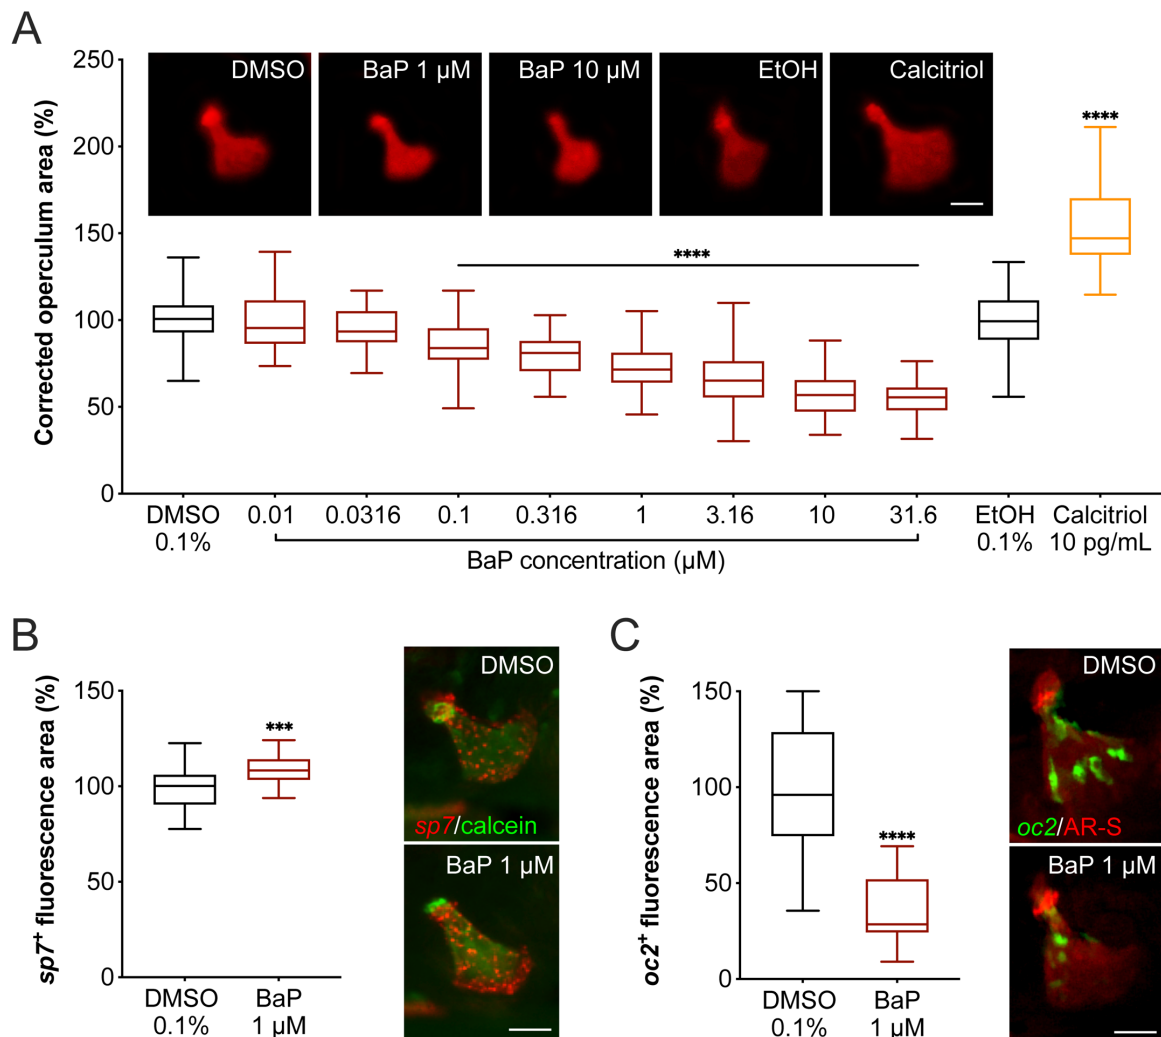 A
Corrected operculum area (%)
250
200
150
100
50
0
DMSO
BaP 1 µM
BaP 10 µM
EtOH
Calcitriol
****
****
DMSO
0.1%
0.01
0.0316
0.1
0.316
1
3.16
10
31.6
EtOH
0.1%
Calcitriol
10 pg/mL
BaP concentration (µM)
B
sp7+ fluorescence area (%)
150
100
50
0
***
DMSO
0.1%
BaP
1 µM
DMSO
sp7/calcein
BaP 1 µM
C
oc2+ fluorescence area (%)
150
100
50
0
****
DMSO
0.1%
BaP
1 µM
DMSO
oc2/AR-S
BaP 1 µM